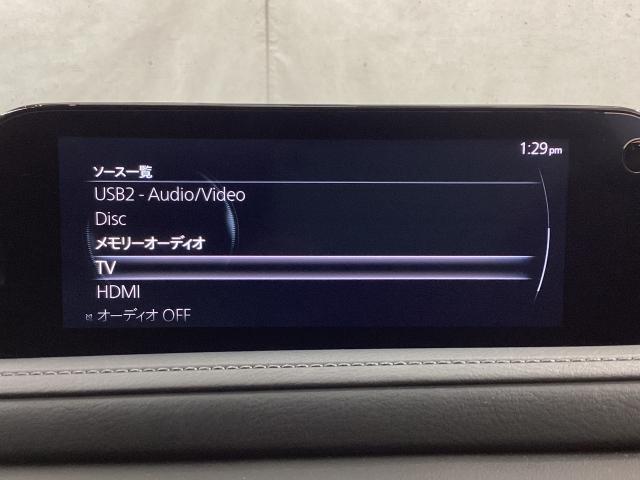 1:29pm
ソース一覧
USB2 - Audio/Video
Disc
メモリーオーディオ
TV
HDMI
オーディオ OFF